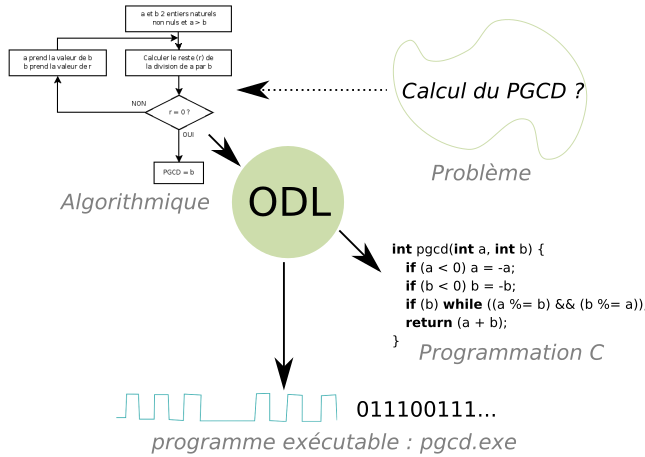 a et b 2 entiers naturels
non nuls et a > b
a prend la valeur de b
b prend la valeur de r
Calculer le reste (r) de
la division de a par b
NON
r = 0 ?
OUI
PGCD = b
Algorithmique
Calcul du PGCD ?
Problème
ODL
int pgcd(int a, int b) {
if (a < 0) a = -a;
if (b < 0) b = -b;
if (b) while ((a %= b) && (b %= a));
return (a + b);
}
Programmation C
011100111...
programme exécutable : pgcd.exe